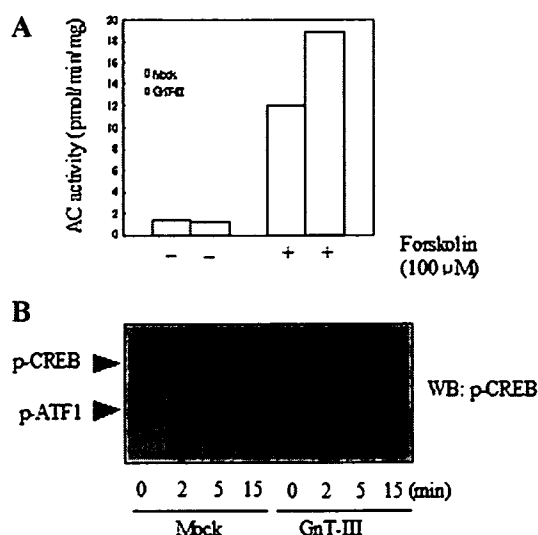 A
AC activity (pmol/min/mg)
20
18
16
14
12
10
8
6
4
2
0
Mock
GnT-III
− − + +
Forskolin
(100 μM)
B
p-CREB
p-ATF1
WB: p-CREB
0 2 5 15 0 2 5 15 (min)
Mock GnT-III